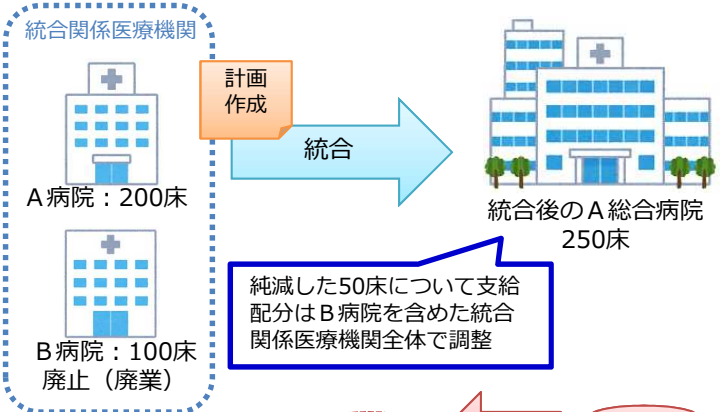 統合関係医療機関
計画
作成
統合
A病院：200床
統合後のA総合病院
250床
純減した50床について支給
配分はB病院を含めた統合
関係医療機関全体で調整
B病院：100床
廃止（廃業）